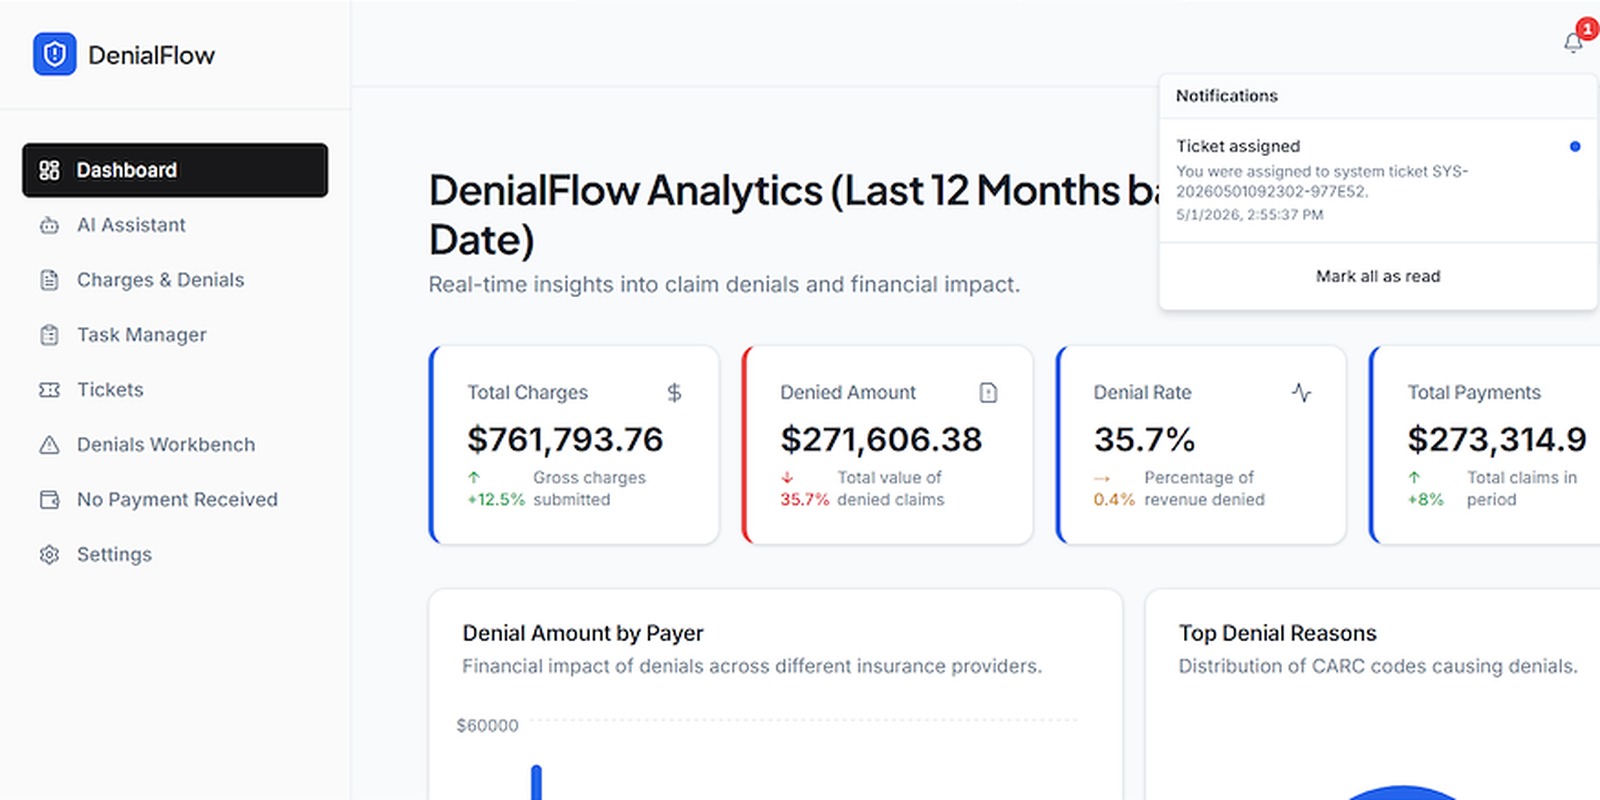 DenialFlow
1
Notifications
Ticket assigned
You were assigned to system ticket SYS-
20260501092302-977E52.
5/1/2026, 2:55:37 PM
Mark all as read
Dashboard
AI Assistant
Charges & Denials
Task Manager
Tickets
Denials Workbench
No Payment Received
Settings
DenialFlow Analytics (Last 12 Months ba
Date)
Real-time insights into claim denials and financial impact.
Total Charges
$761,793.76
↑ Gross charges
+12.5% submitted
Denied Amount
$271,606.38
↓ Total value of
35.7% denied claims
Denial Rate
35.7%
→ Percentage of
0.4% revenue denied
Total Payments
$273,314.9
↑ Total claims in
+8% period
Denial Amount by Payer
Financial impact of denials across different insurance providers.
$60000
Top Denial Reasons
Distribution of CARC codes causing denials.